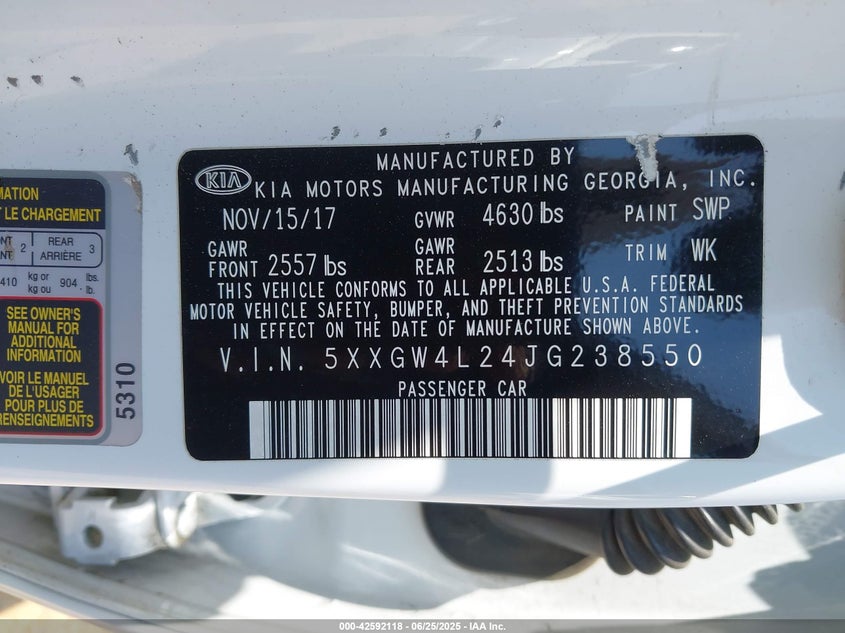 RMATION
T LE CHARGEMENT
NT 2 REAR 3
NT ARRIÈRE
410 kg or 904 lbs.
kg ou lb.
SEE OWNER'S
MANUAL FOR
ADDITIONAL
INFORMATION
VOIR LE MANUEL
DE L'USAGER
POUR PLUS DE
RENSEIGNEMENTS
5310
MANUFACTURED BY
KIA KIA MOTORS MANUFACTURING GEORGIA, INC.
NOV/15/17 GVWR 4630 lbs PAINT SWP
GAWR FRONT 2557 lbs GAWR REAR 2513 lbs TRIM WK
THIS VEHICLE CONFORMS TO ALL APPLICABLE U.S.A. FEDERAL
MOTOR VEHICLE SAFETY, BUMPER, AND THEFT PREVENTION STANDARDS
IN EFFECT ON THE DATE OF MANUFACTURE SHOWN ABOVE.
V.I.N. 5XXGW4L24JG238550
PASSENGER CAR
000-42592118 - 06/25/2025 - IAA Inc.